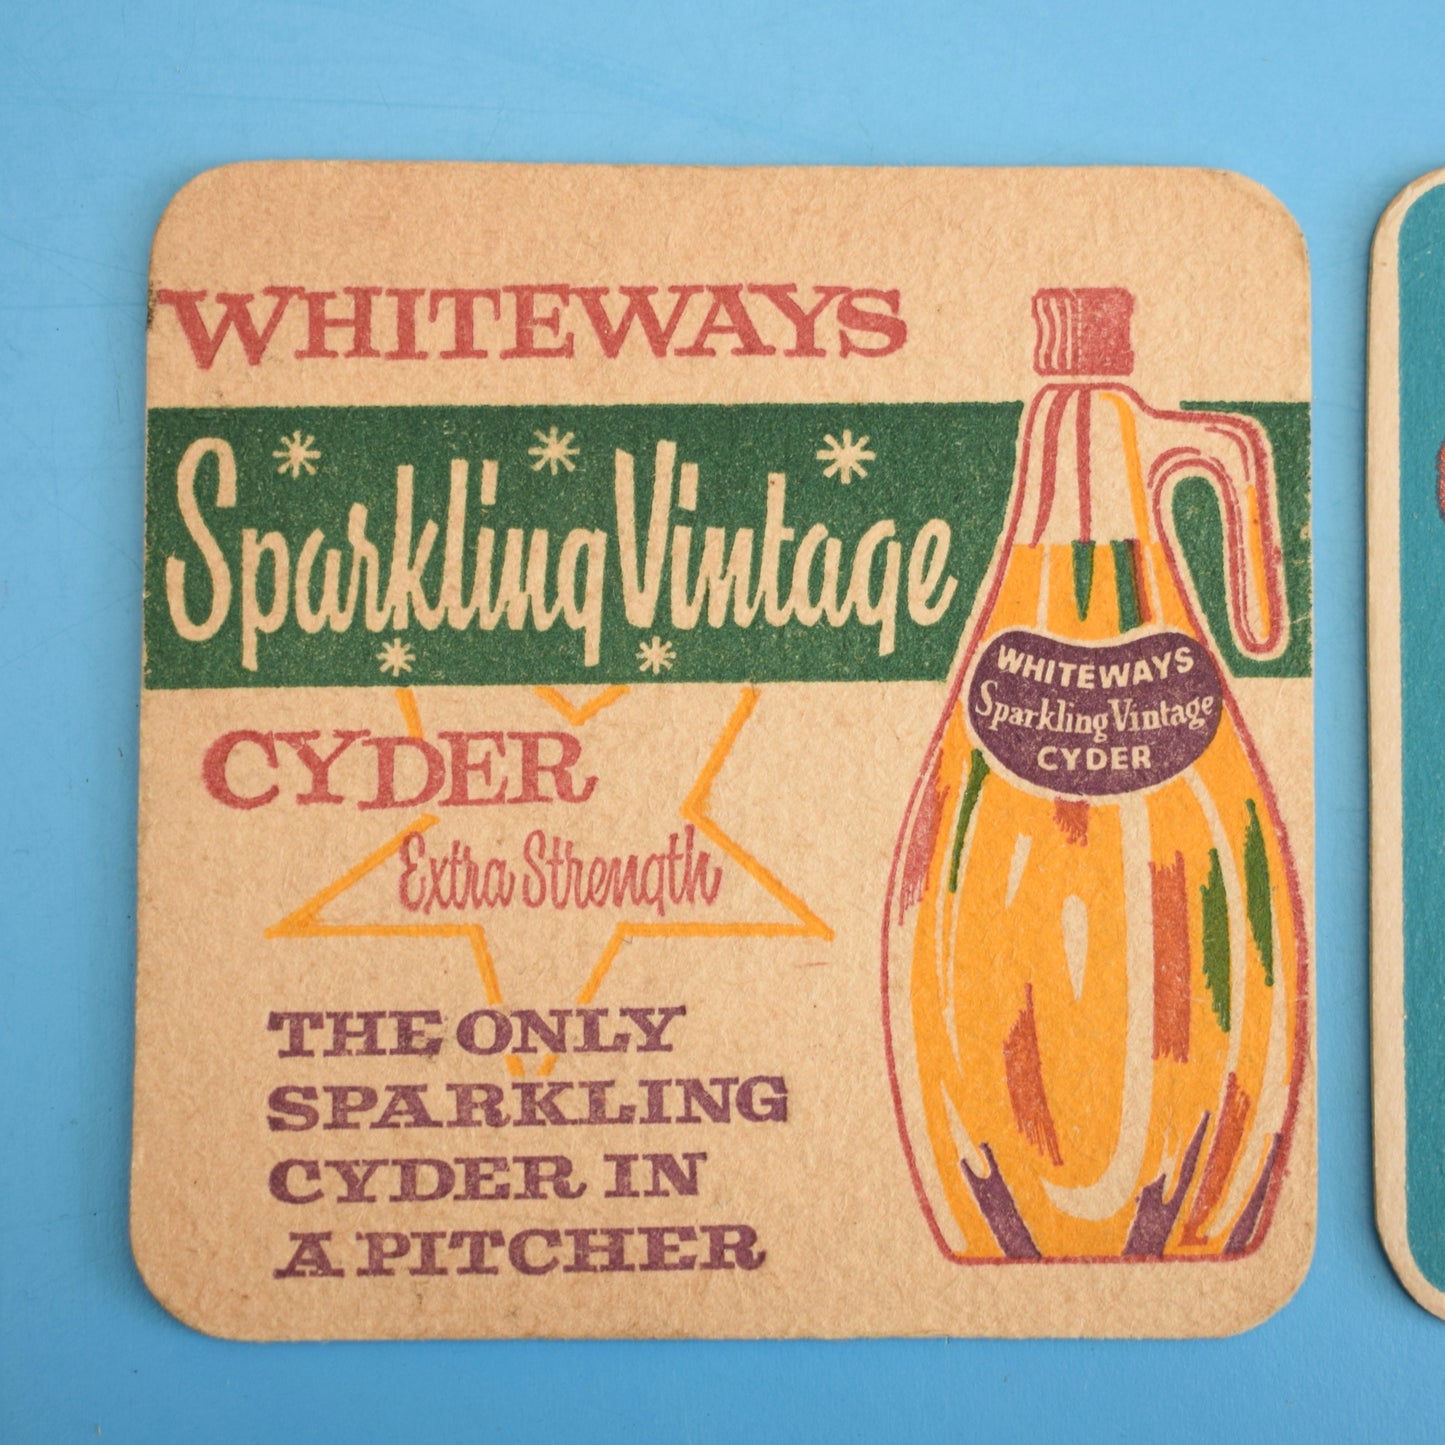 WHITEWAYS
Sparkling Vintage
CYDER
Extra Strength
THE ONLY
SPARKLING
CYDER IN
A PITCHER
WHITEWAYS
Sparkling Vintage
CYDER